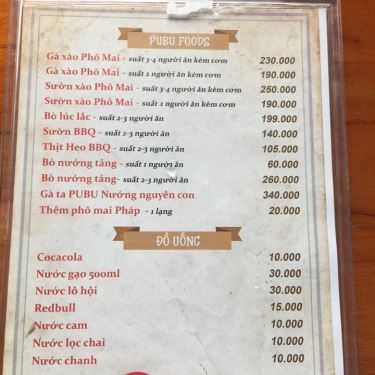 PUBU FOODS
Gà xào Phô Mai - suất 3-4 người ăn kèm cơm 230.000
Gà xào Phô Mai - suất 2 người ăn kèm cơm 190.000
Sườn xào Phô Mai - suất 3-4 người ăn kèm cơm 250.000
Sườn xào Phô Mai - suất 2 người ăn kèm cơm 190.000
Bò lúc lắc - suất 2-3 người ăn 199.000
Sườn BBQ - suất 2-3 người ăn 140.000
Thịt Heo BBQ - suất 2-3 người ăn 105.000
Bò nướng tảng - suất 1 người ăn 60.000
Bò nướng tảng - suất 2-3 người ăn 260.000
Gà ta PUBU Nướng nguyên con 340.000
Thêm phô mai Pháp - 1 lạng 20.000
ĐỒ UỐNG
Cocacola 10.000
Nước gạo 500ml 30.000
Nước lô hội 30.000
Redbull 15.000
Nước cam 10.000
Nước lọc chai 10.000
Nước chanh 10.000